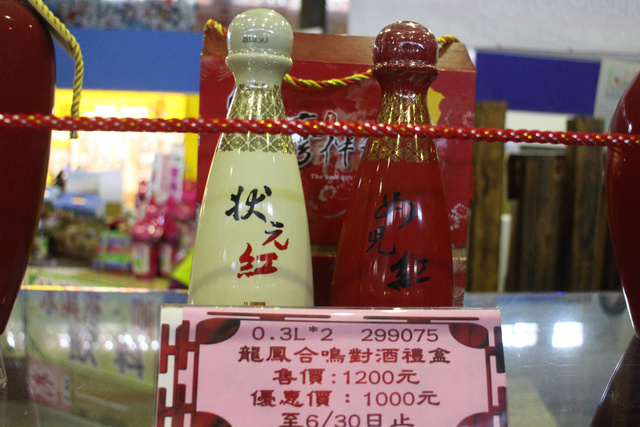 狀元紅
女兒紅
伴
0.3L*2 299075
龍鳳合鳴對酒禮盒
售價:1200元
優惠價:1000元
至6/30日止